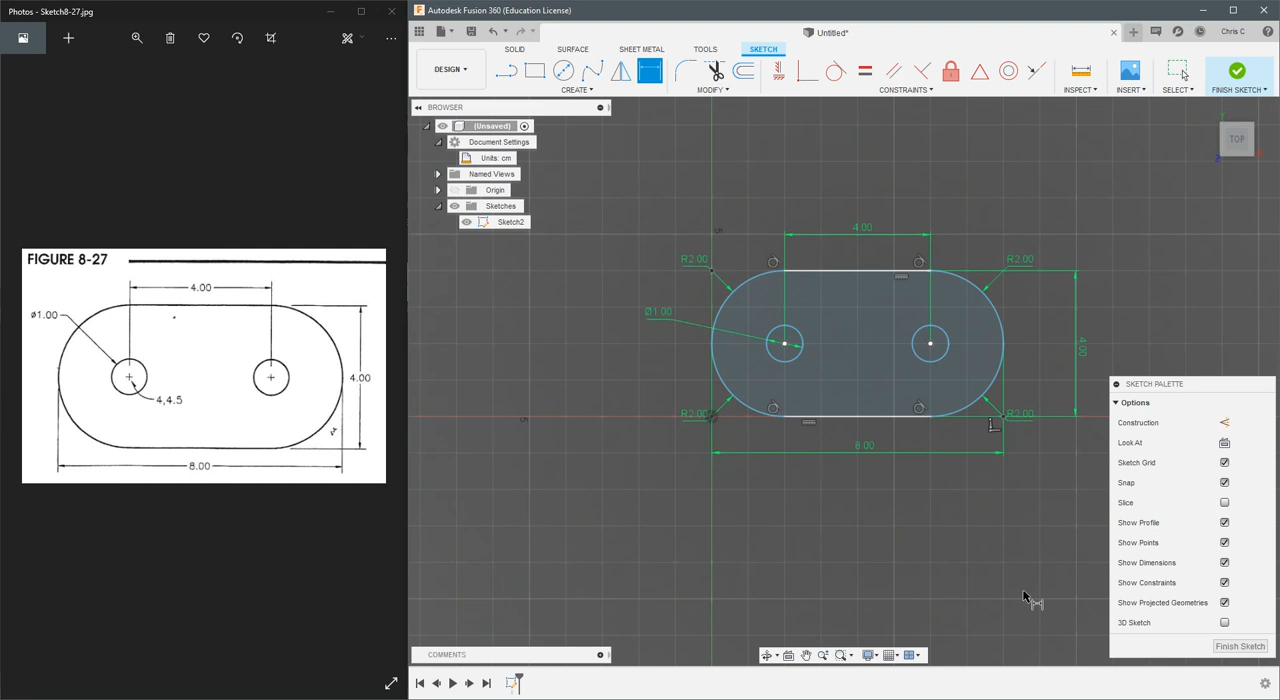 Photos - Sketch8-27.jpg
FIGURE 8-27
4.00
ø1.00
4,4.5
4.00
8.00
Autodesk Fusion 360 (Education License)
Untitled*
Chris C
DESIGN
SOLID
SURFACE
SHEET METAL
TOOLS
SKETCH
CREATE
MODIFY
CONSTRAINTS
INSPECT
INSERT
SELECT
FINISH SKETCH
BROWSER
(Unsaved)
Document Settings
Units: cm
Named Views
Origin
Sketches
Sketch2
TOP
Y
Z
5
4.00
R2.00
R2.00
Ø1.00
4.00
R2.00
R2.00
5
8.00
SKETCH PALETTE
Options
Construction
Look At
Sketch Grid
Snap
Slice
Show Profile
Show Points
Show Dimensions
Show Constraints
Show Projected Geometries
3D Sketch
Finish Sketch
COMMENTS